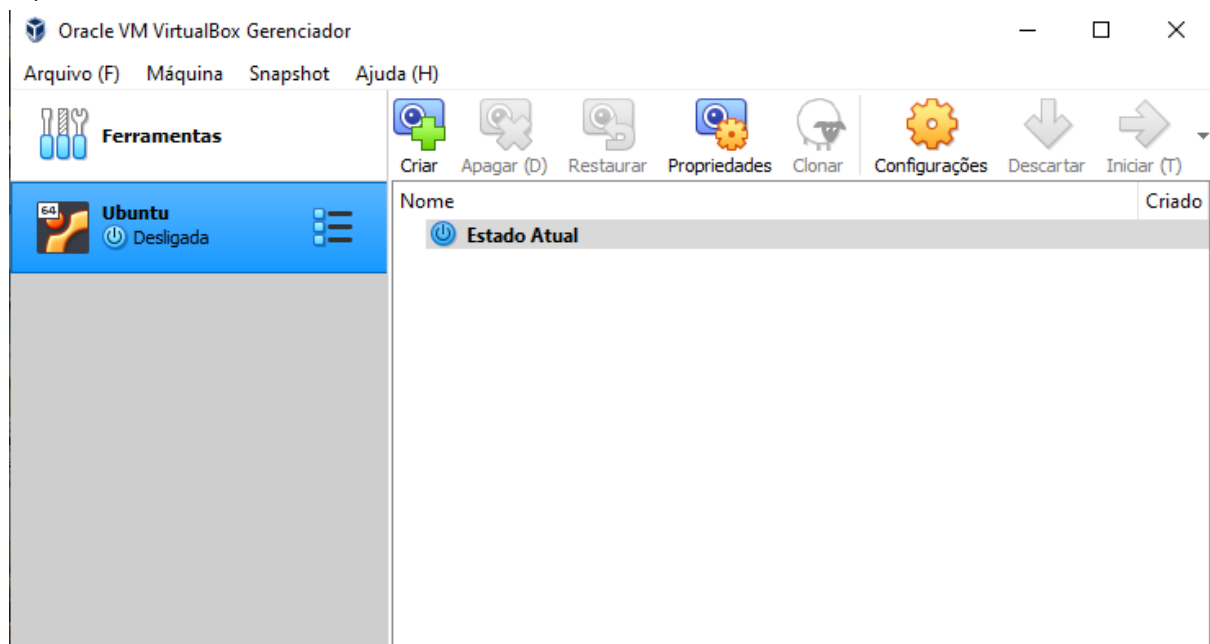 Oracle VM VirtualBox Gerenciador
Arquivo (F) Máquina Snapshot Ajuda (H)
Ferramentas
Criar Apagar (D) Restaurar Propriedades Clonar Configurações Descartar Iniciar (T)
64
Ubuntu
Desligada
Nome Criado
Estado Atual